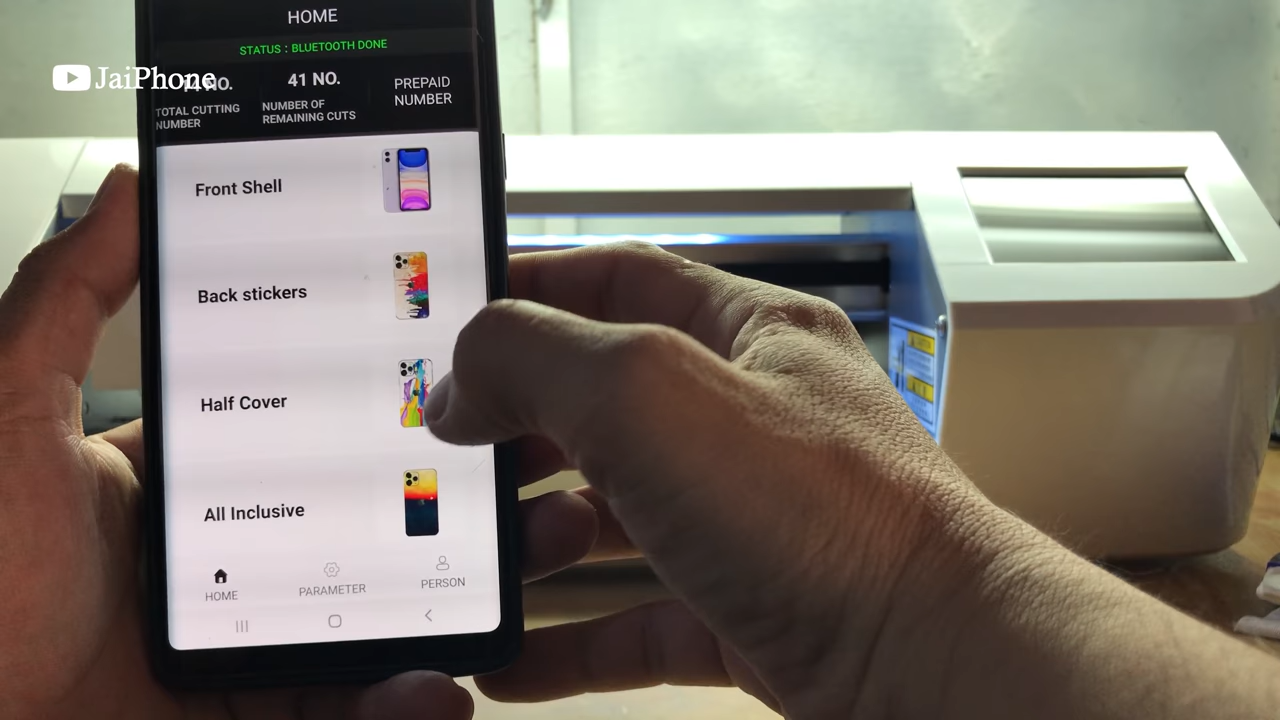 HOME
STATUS : BLUETOOTH DONE
JaiPhone
NO.
41 NO.
PREPAID
NUMBER
TOTAL CUTTING
NUMBER
NUMBER OF
REMAINING CUTS
Front Shell
Back stickers
Half Cover
All Inclusive
HOME
PARAMETER
PERSON